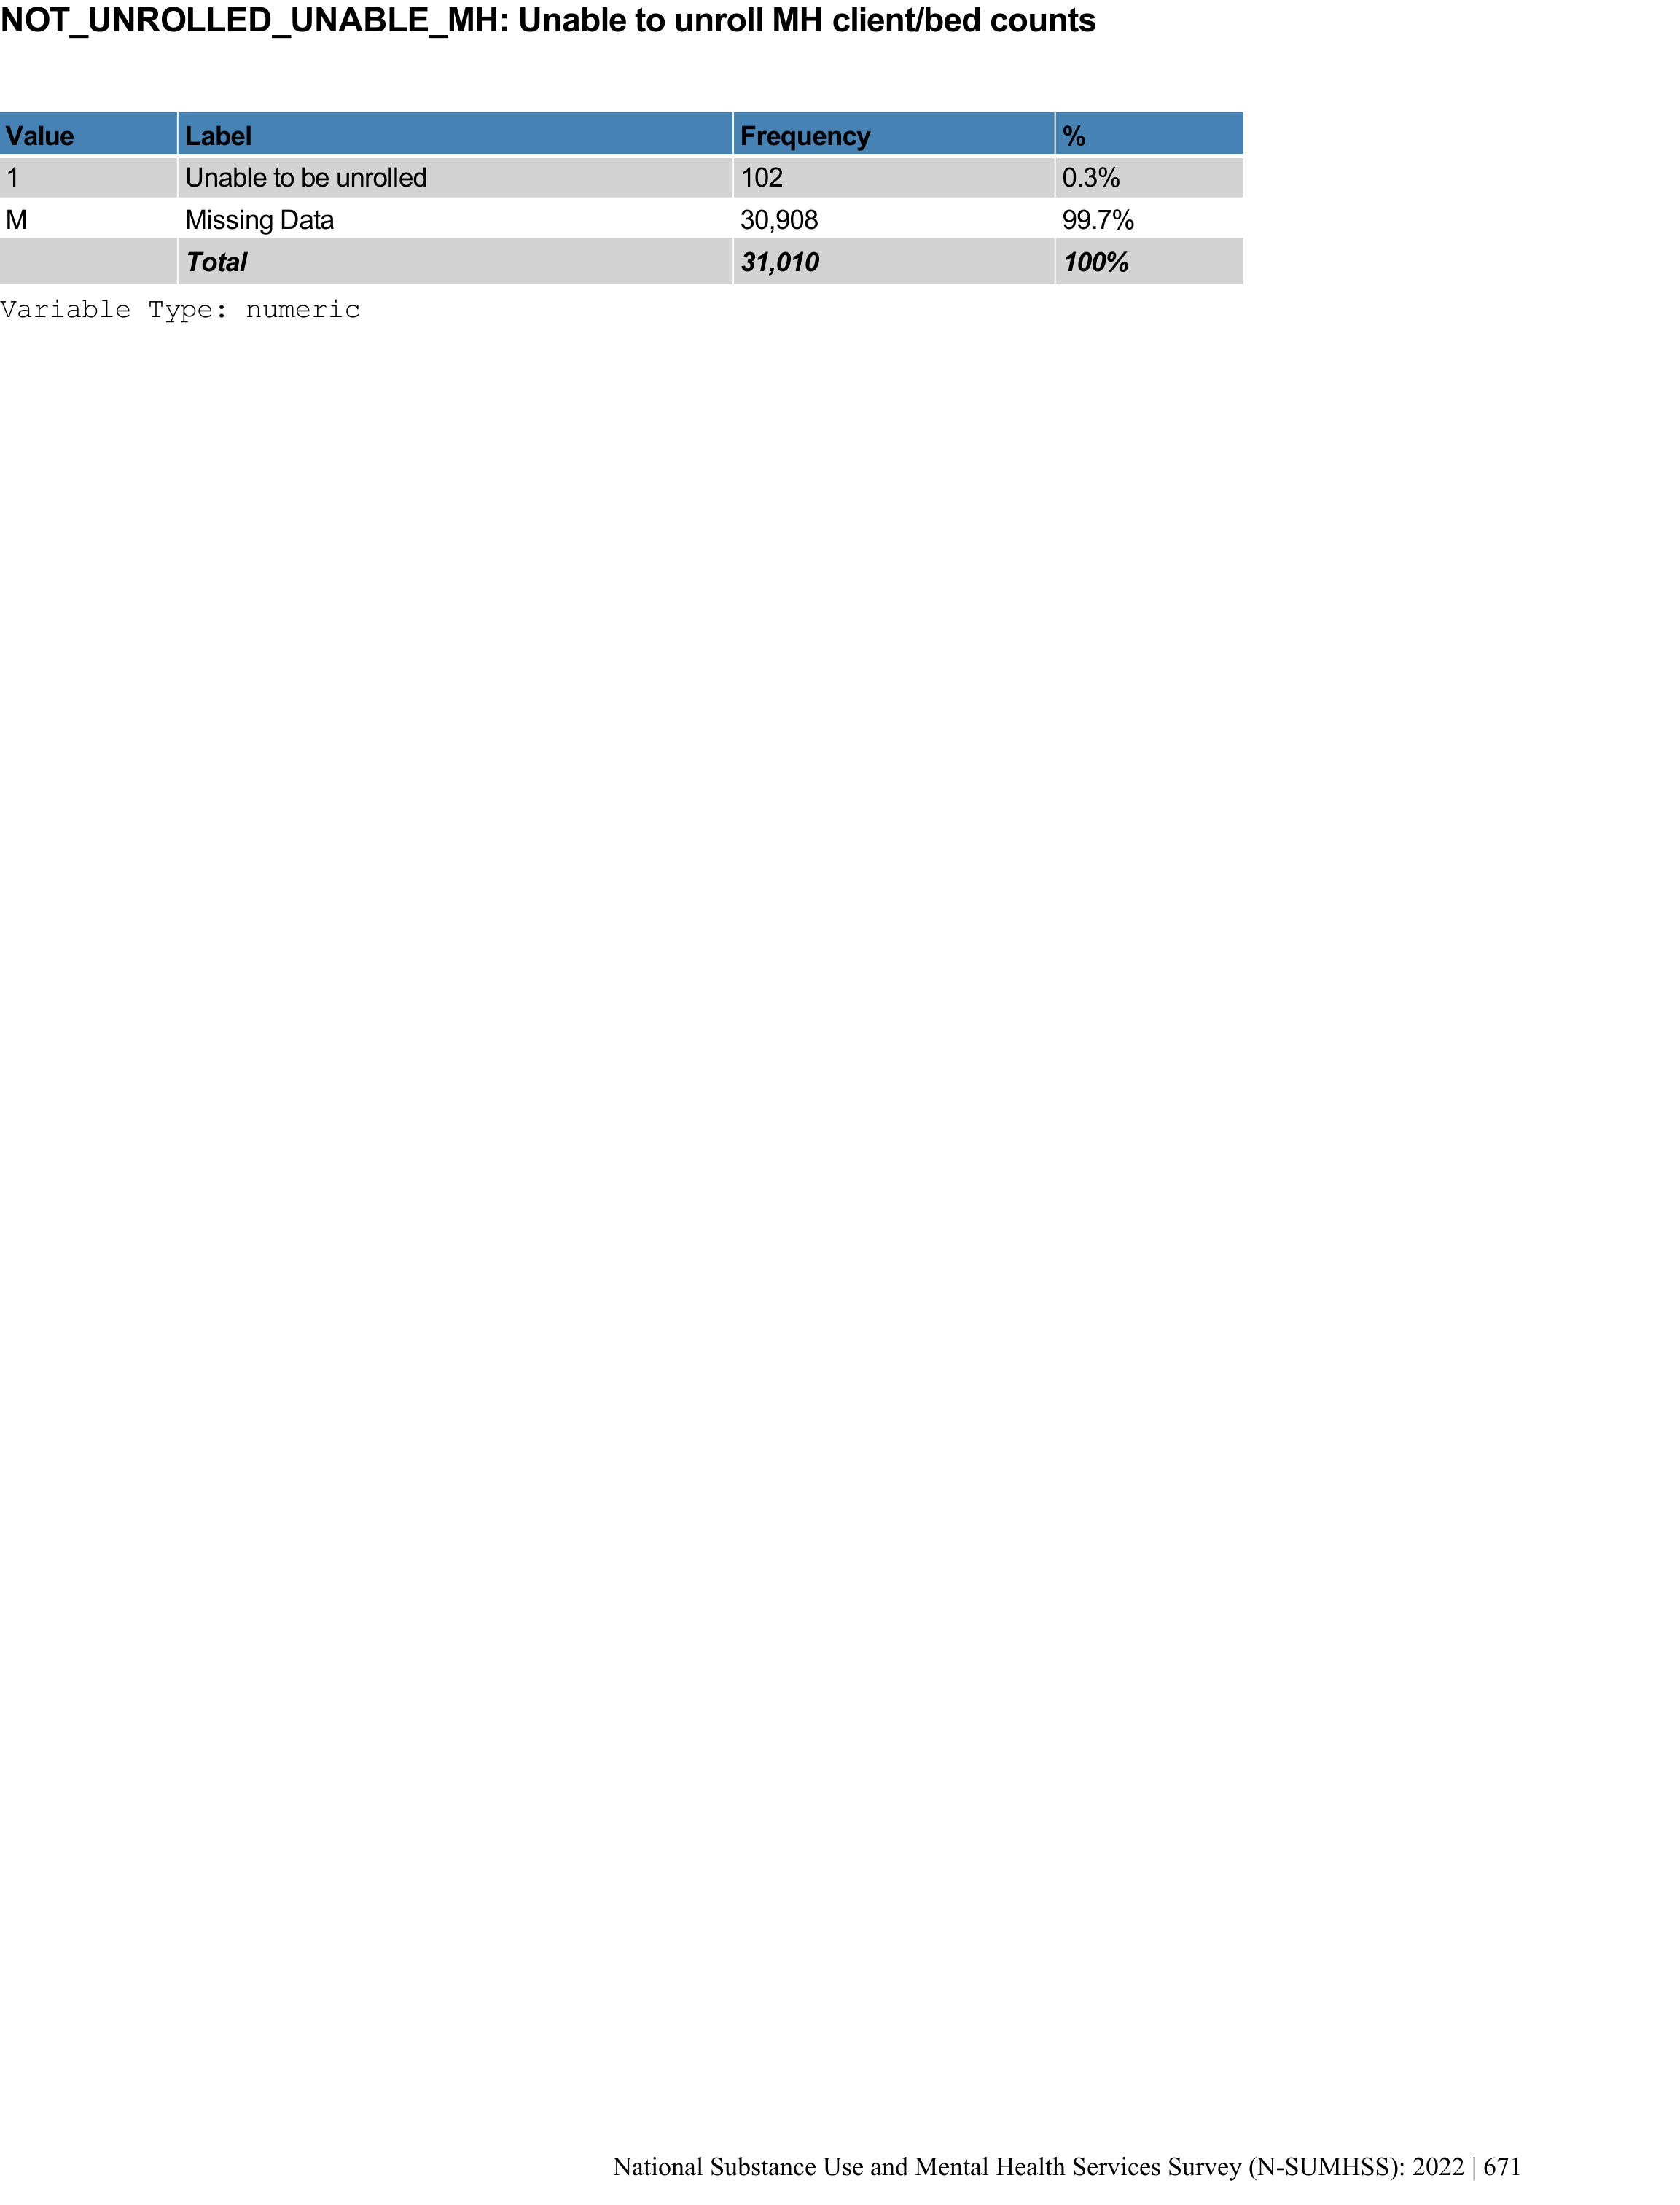 NOT_UNROLLED_UNABLE_MH: Unable to unroll MH client/bed counts
Value Label Frequency %
1 Unable to be unrolled 102 0.3%
M Missing Data 30,908 99.7%
Total 31,010 100%
Variable Type: numeric
National Substance Use and Mental Health Services Survey (N-SUMHSS): 2022 | 671